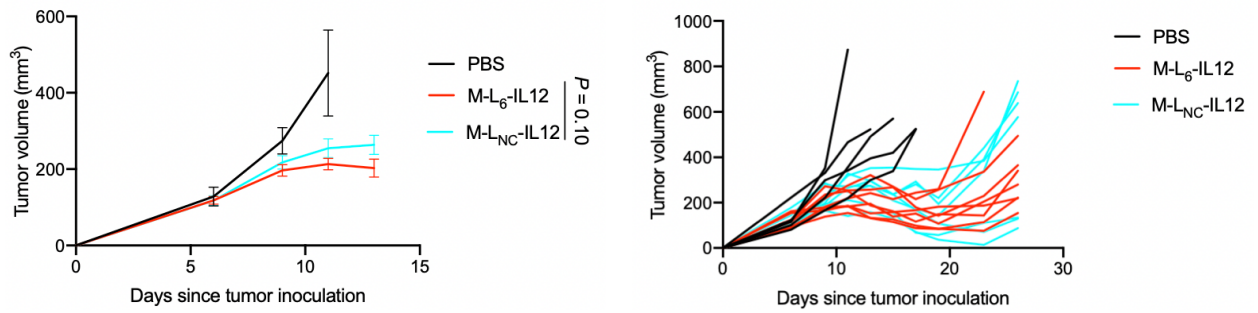 Tumor volume (mm³)
600
400
200
0
0 5 10 15
Days since tumor inoculation
PBS
M-L₆-IL12
M-L_NC-IL12
P = 0.10
Tumor volume (mm³)
1000
800
600
400
200
0
0 10 20 30
Days since tumor inoculation
PBS
M-L₆-IL12
M-L_NC-IL12